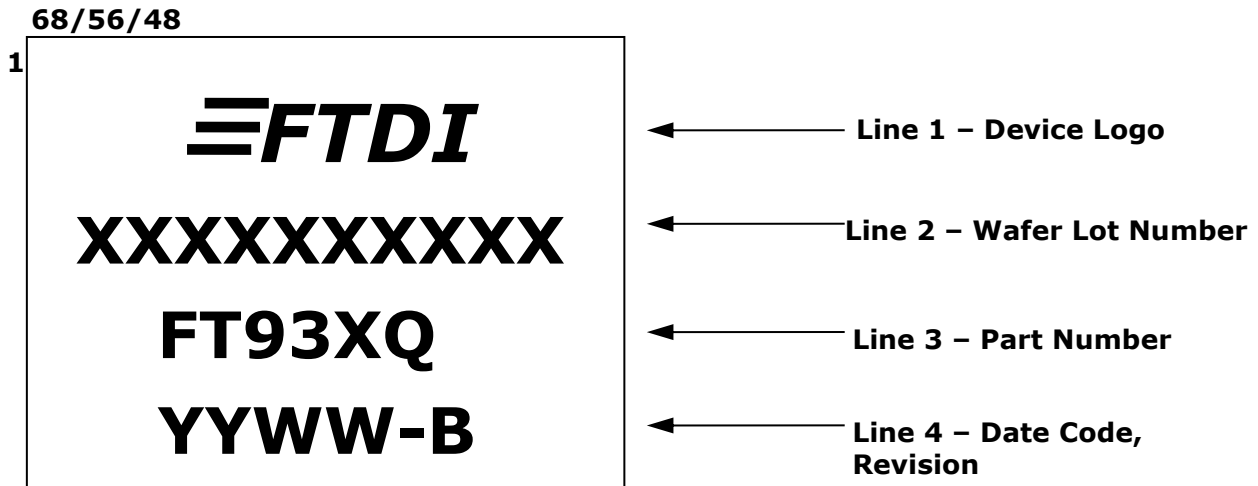 68/56/48
1
FTDI
XXXXXXXXXX
FT93XQ
YYWW-B
Line 1 – Device Logo
Line 2 – Wafer Lot Number
Line 3 – Part Number
Line 4 – Date Code,
Revision